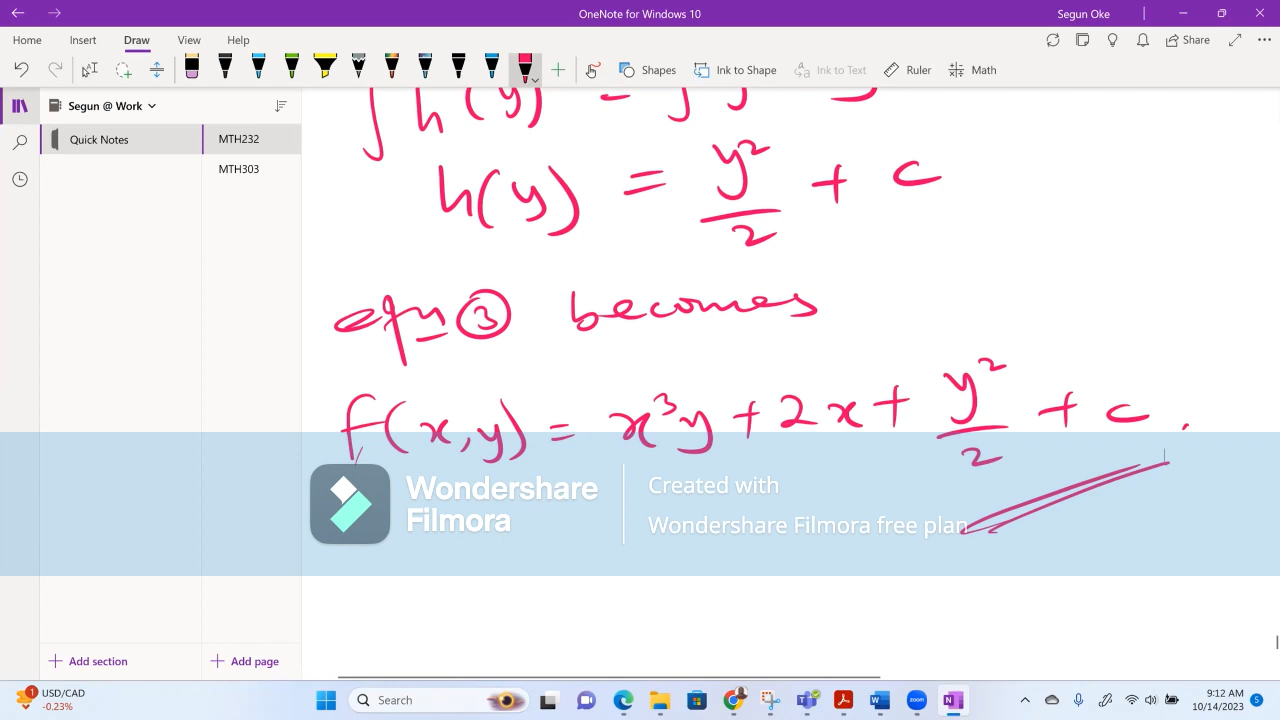 OneNote for Windows 10
Segun Oke
Home Insert Draw View Help
Share
Shapes Ink to Shape Ink to Text Ruler Math
Segun @ Work
Quick Notes
MTH232
MTH303
∫ h'(y) = ∫ y
h(y) = y²/2 + c
eqn ③ becomes
f(x,y) = x³y + 2x + y²/2 + c.
Wondershare
Filmora
Created with
Wondershare Filmora free plan
Add section
Add page
1
USD/CAD
-0.23%
Search
9:12 AM
10/14/2023
5